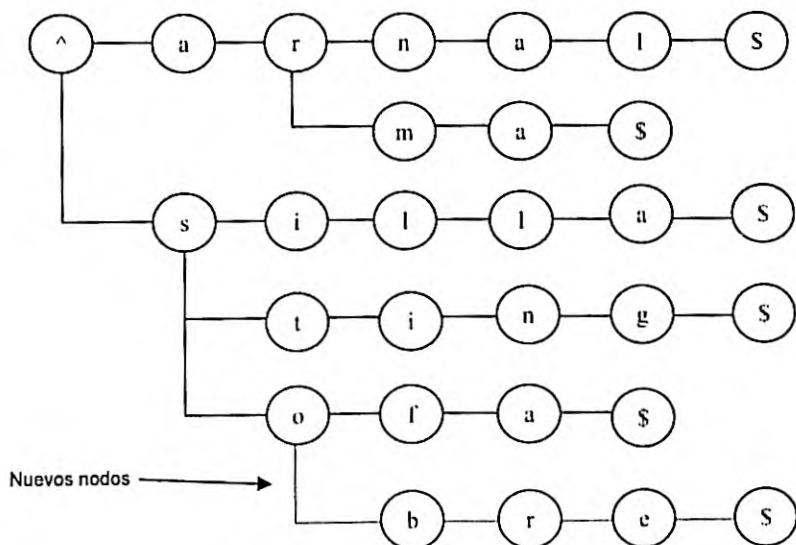 ^ a r n a l $
m a $
s i l l a $
t i n g $
o f a $
Nuevos nodos
b r e $